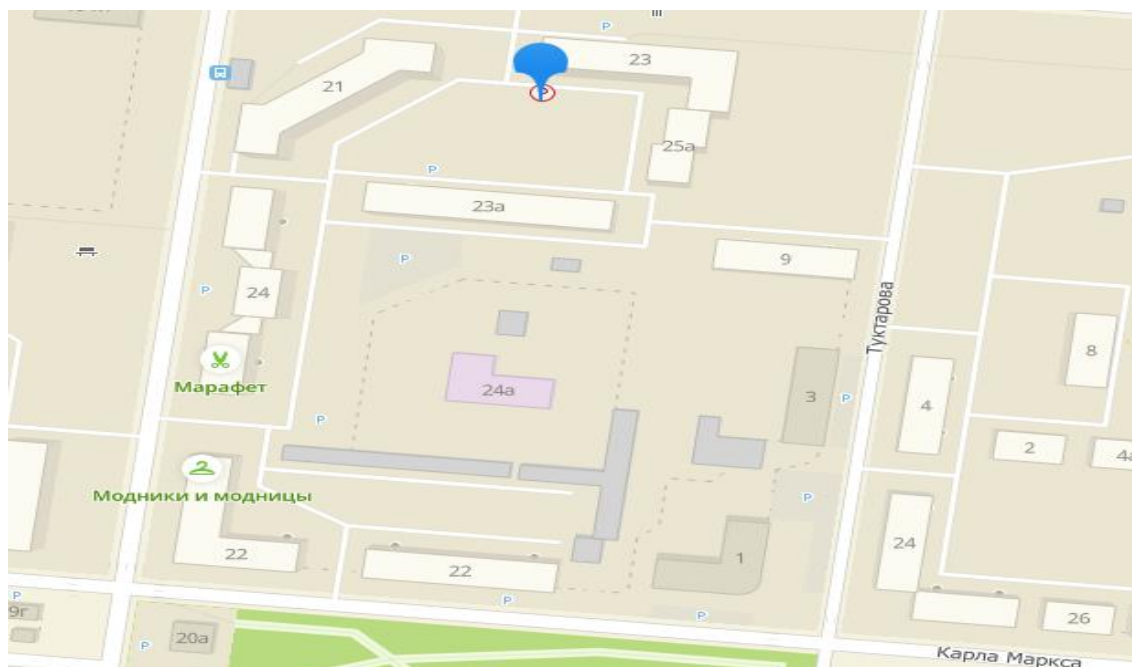 P
23
21
25а
P
23а
9
P
24
P
Туктарова
8
Марафет
24а
3
P
4
P
2
4а
Модники и модницы
P
22
22
1
24
P
9г
P
P
26
20а
P
Карла Маркса